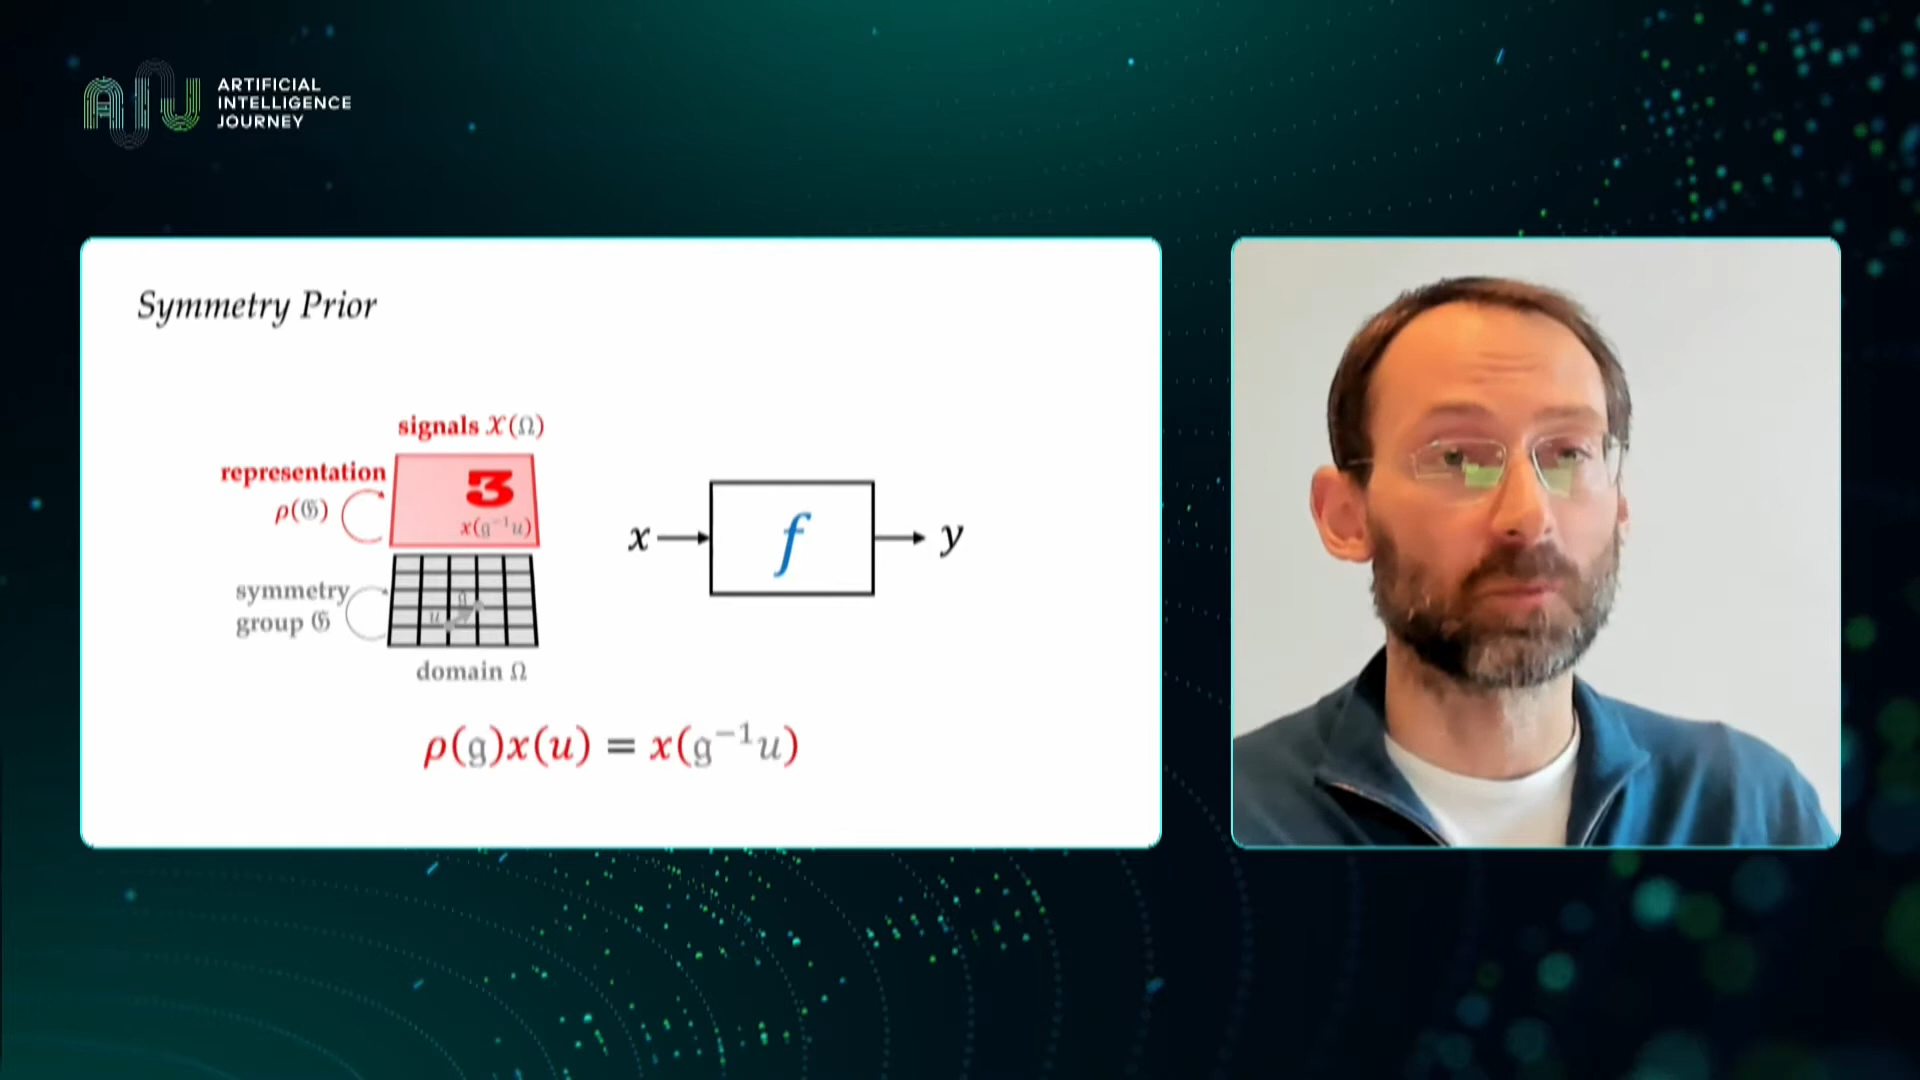 ARTIFICIAL
INTELLIGENCE
JOURNEY
Symmetry Prior
signals 𝒳(Ω)
representation
ρ(𝔊)
3
x(𝔤⁻¹u)
symmetry
group 𝔊
𝔤
u
domain Ω
x
f
y
ρ(𝔤)x(u) = x(𝔤⁻¹u)